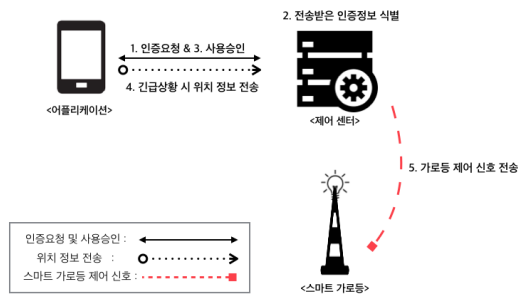 2. 전송받은 인증정보 식별
1. 인증요청 & 3. 사용승인
4. 긴급상황 시 위치 정보 전송
<어플리케이션>
<제어 센터>
5. 가로등 제어 신호 전송
인증요청 및 사용승인 :
위치 정보 전송 :
스마트 가로등 제어 신호 :
<스마트 가로등>